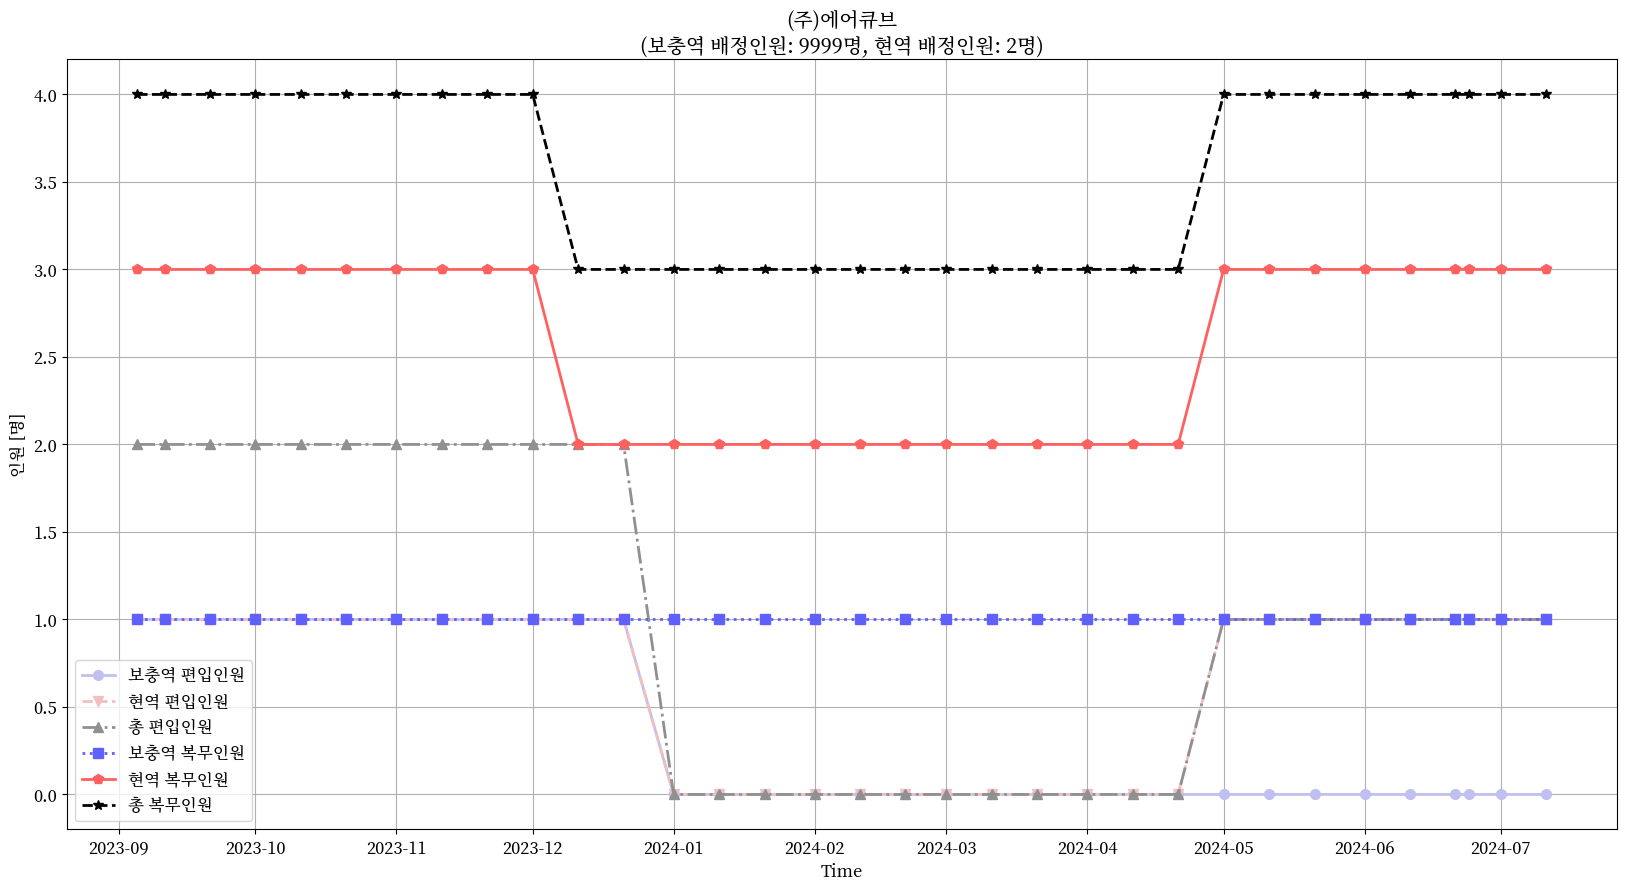 (주)에어큐브
(보충역 배정인원: 9999명, 현역 배정인원: 2명)
인원 [명]
4.0
3.5
3.0
2.5
2.0
1.5
1.0
0.5
0.0
보충역 편입인원
현역 편입인원
총 편입인원
보충역 복무인원
현역 복무인원
총 복무인원
2023-09 2023-10 2023-11 2023-12 2024-01 2024-02 2024-03 2024-04 2024-05 2024-06 2024-07
Time